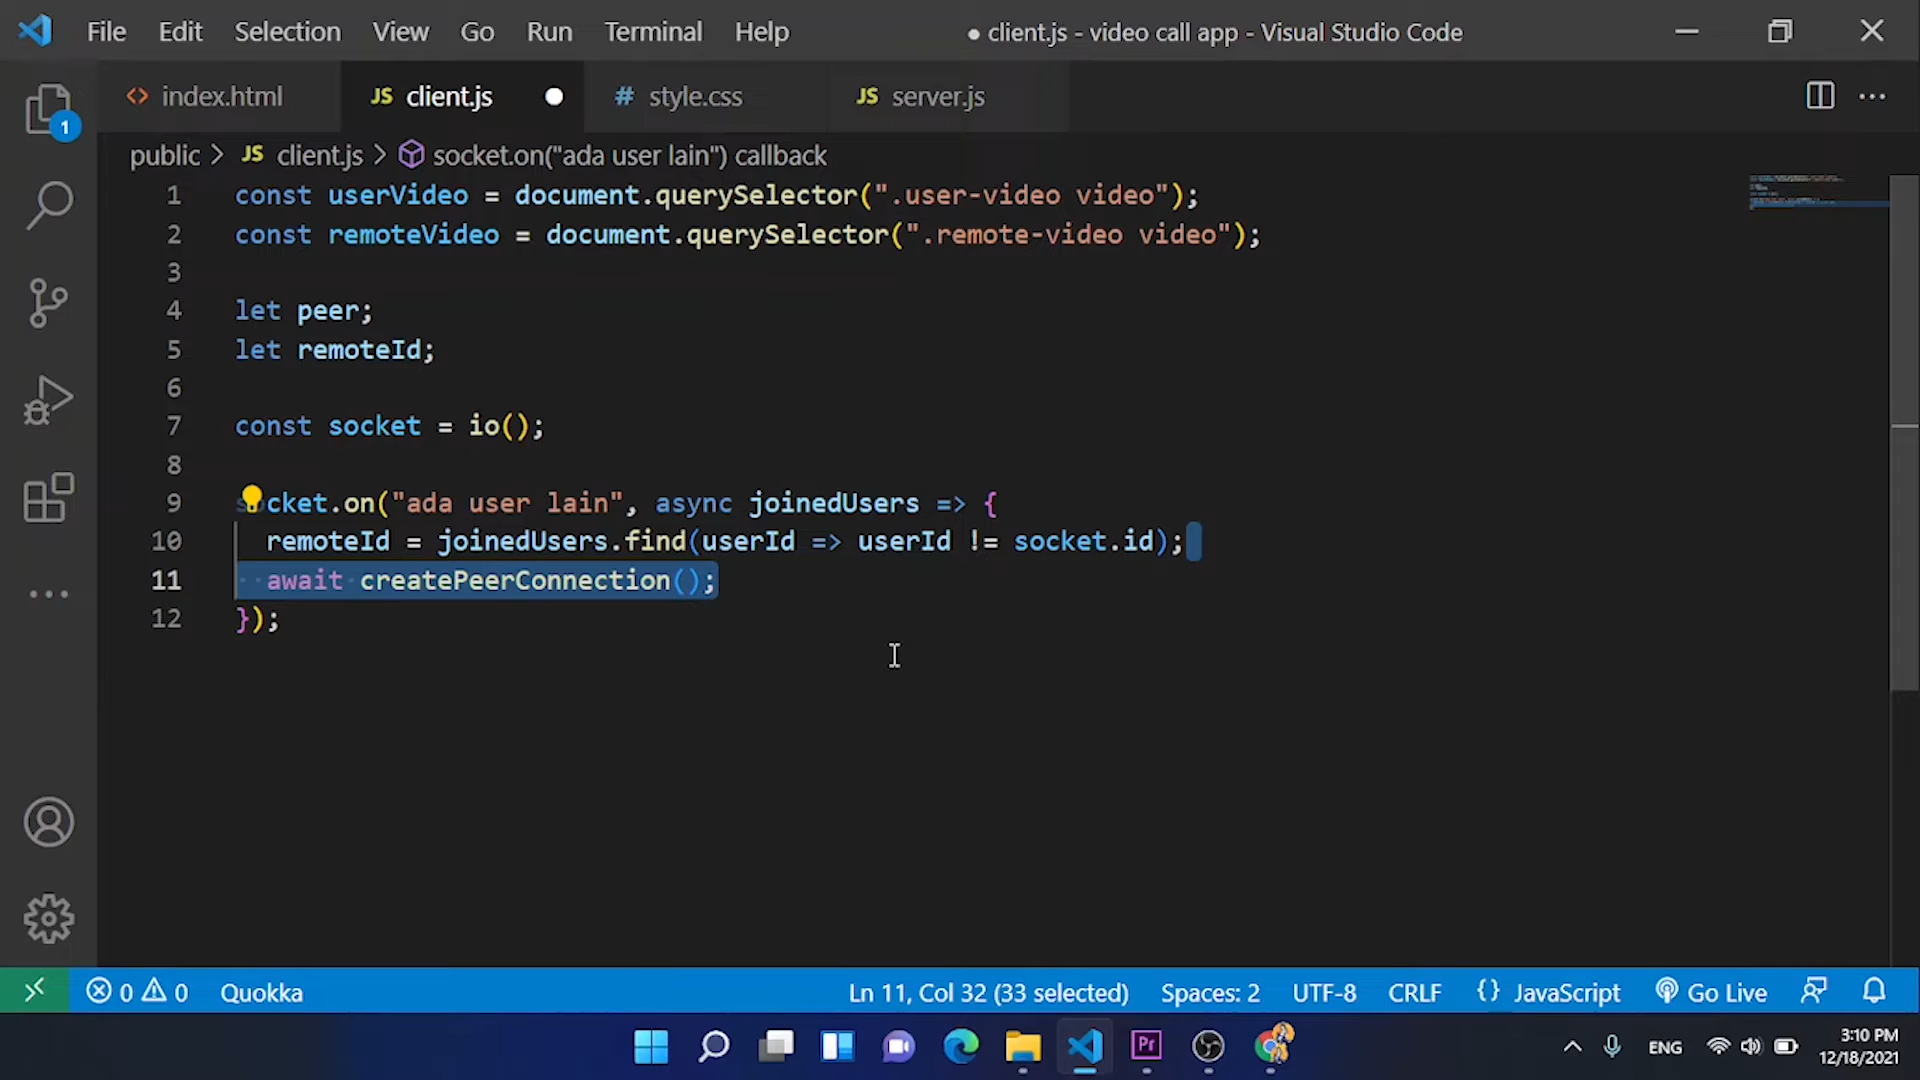 File Edit Selection View Go Run Terminal Help ● client.js - video call app - Visual Studio Code
<> index.html JS client.js # style.css JS server.js
1
public > JS client.js > socket.on("ada user lain") callback
1 const userVideo = document.querySelector(".user-video video");
2 const remoteVideo = document.querySelector(".remote-video video");
3
4 let peer;
5 let remoteId;
6
7 const socket = io();
8
9 socket.on("ada user lain", async joinedUsers => {
10 remoteId = joinedUsers.find(userId => userId != socket.id);
11 await createPeerConnection();
12 });
0 0 Quokka Ln 11, Col 32 (33 selected) Spaces: 2 UTF-8 CRLF {} JavaScript Go Live
Pr ENG 3:10 PM
12/18/2021